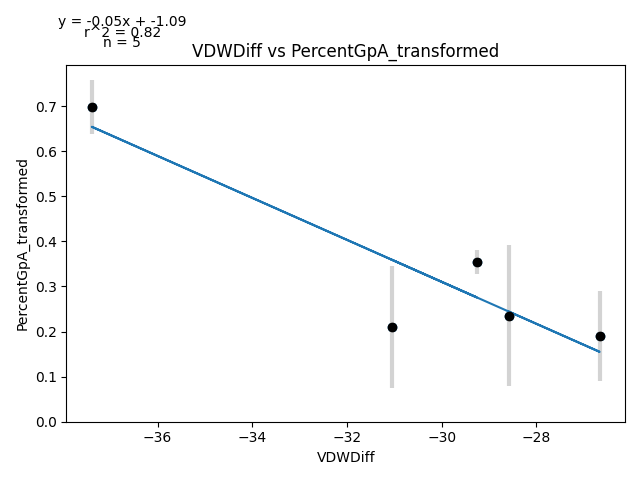 y = -0.05x + -1.09
r^2 = 0.82
n = 5
VDWDiff vs PercentGpA_transformed
PercentGpA_transformed
0.7
0.6
0.5
0.4
0.3
0.2
0.1
0.0
−36
−34
−32
−30
−28
VDWDiff